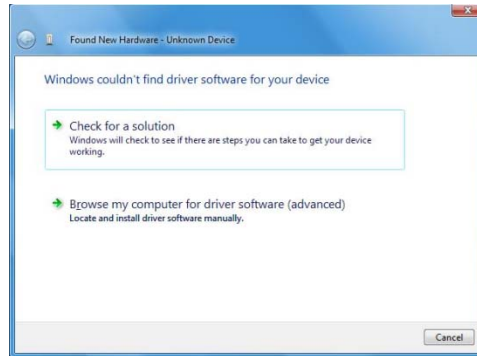 Found New Hardware - Unknown Device
Windows couldn't find driver software for your device
Check for a solution
Windows will check to see if there are steps you can take to get your device
working.
Browse my computer for driver software (advanced)
Locate and install driver software manually.
Cancel